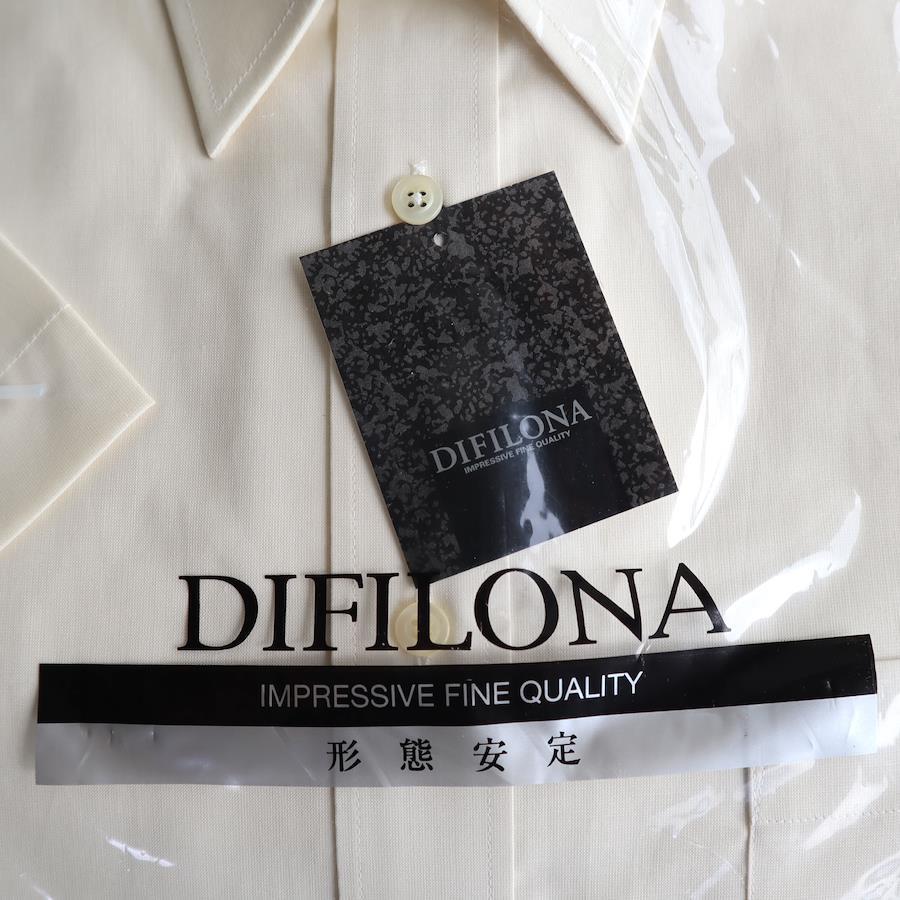 DIFILONA
IMPRESSIVE FINE QUALITY
DIFILONA
IMPRESSIVE FINE QUALITY
形態安定